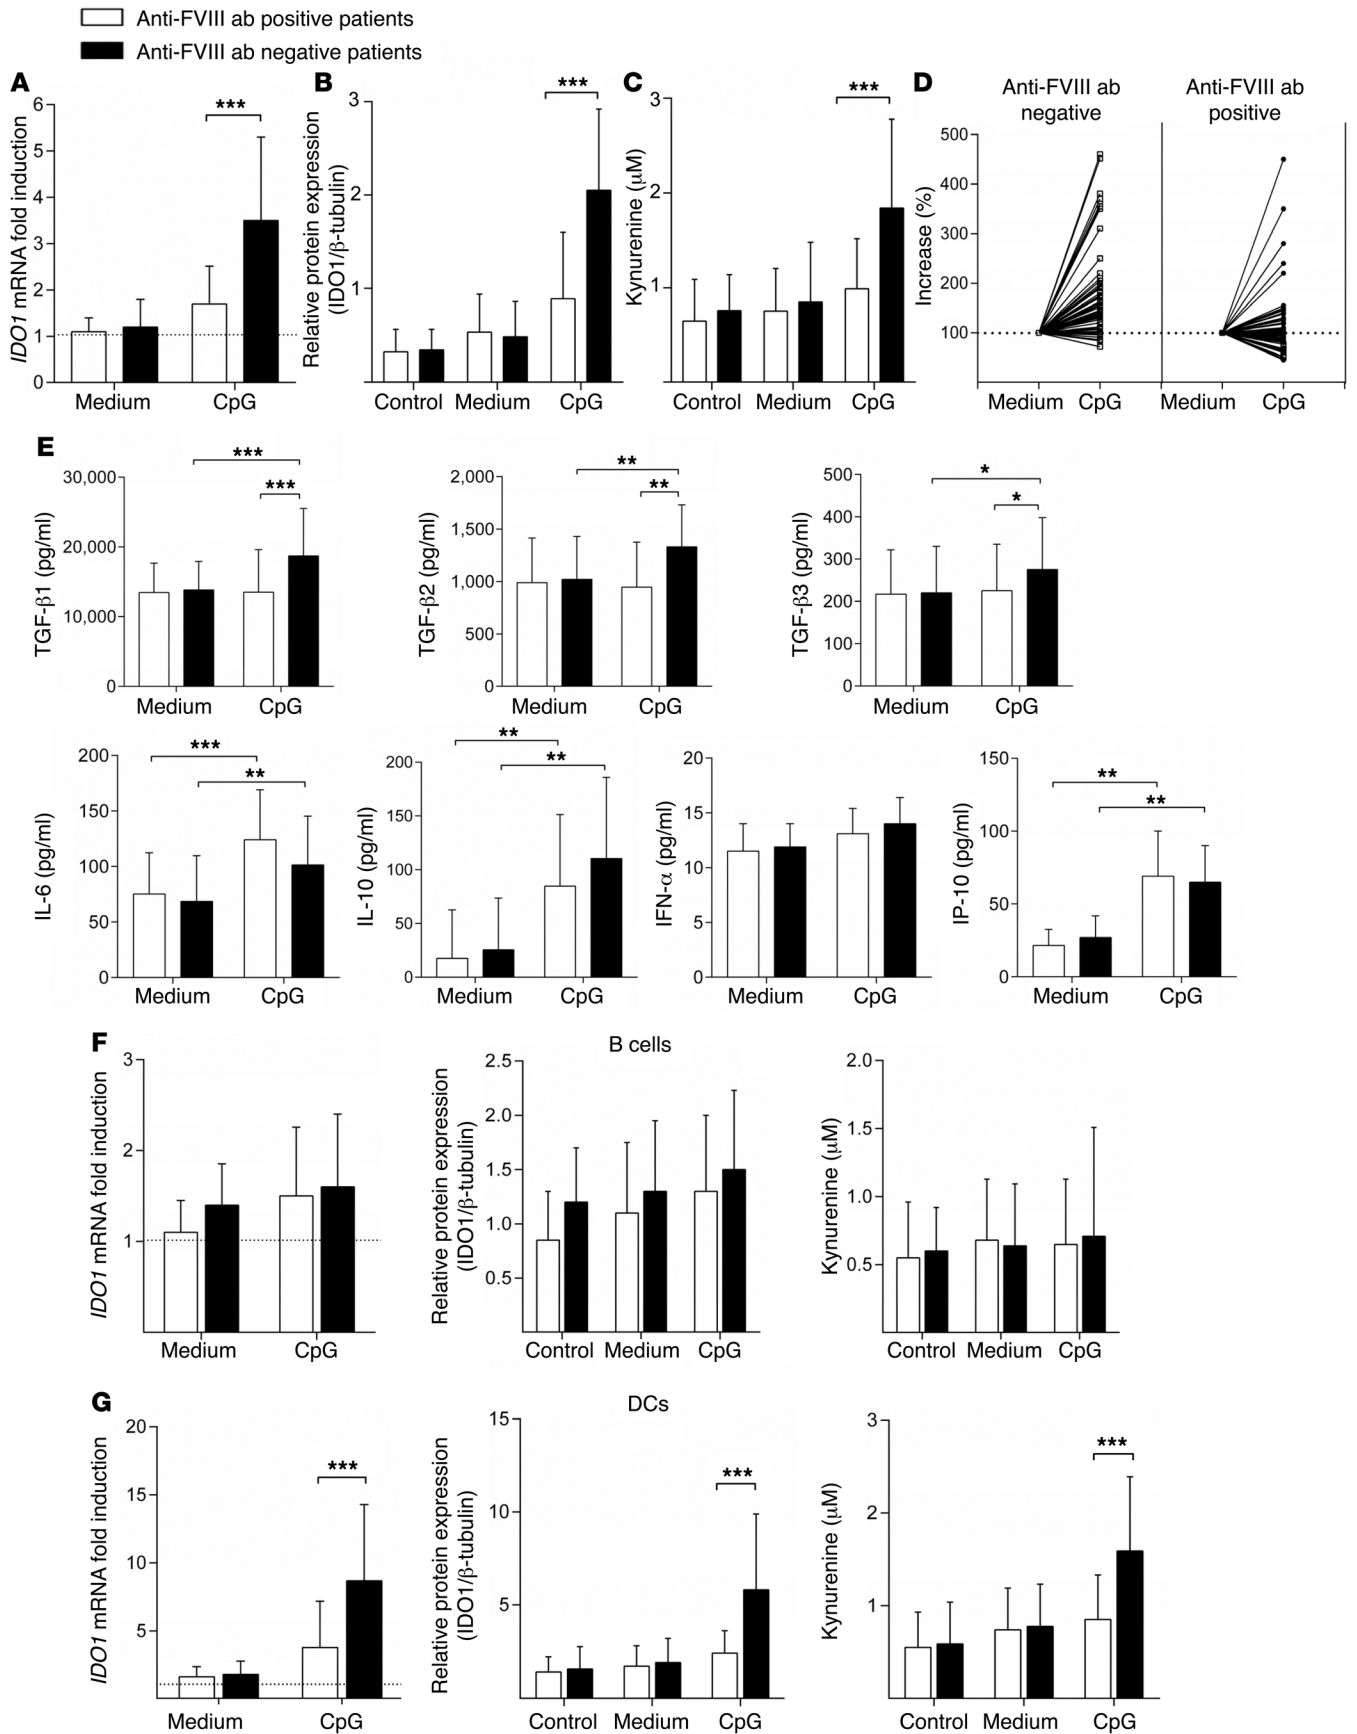 Anti-FVIII ab positive patients
Anti-FVIII ab negative patients
A
IDO1 mRNA fold induction
6
5
4
3
2
1
0
***
Medium CpG
B
Relative protein expression
(IDO1/β-tubulin)
3
2
1
***
Control Medium CpG
C
Kynurenine (μM)
3
2
1
***
Control Medium CpG
D
Anti-FVIII ab
negative
Anti-FVIII ab
positive
Increase (%)
500
400
300
200
100
Medium CpG Medium CpG
E
TGF-β1 (pg/ml)
30,000
20,000
10,000
0
***
***
Medium CpG
TGF-β2 (pg/ml)
2,000
1,500
1,000
500
0
**
**
Medium CpG
TGF-β3 (pg/ml)
500
400
300
200
100
0
*
*
Medium CpG
IL-6 (pg/ml)
200
150
100
50
0
***
**
Medium CpG
IL-10 (pg/ml)
200
150
100
50
0
**
**
Medium CpG
IFN-α (pg/ml)
20
15
10
5
0
Medium CpG
IP-10 (pg/ml)
150
100
50
0
**
**
Medium CpG
F
B cells
IDO1 mRNA fold induction
3
2
1
Medium CpG
Relative protein expression
(IDO1/β-tubulin)
2.5
2.0
1.5
1.0
0.5
Control Medium CpG
Kynurenine (μM)
2.0
1.5
1.0
0.5
Control Medium CpG
G
DCs
IDO1 mRNA fold induction
20
15
10
5
***
Medium CpG
Relative protein expression
(IDO1/β-tubulin)
15
10
5
***
Control Medium CpG
Kynurenine (μM)
3
2
1
***
Control Medium CpG